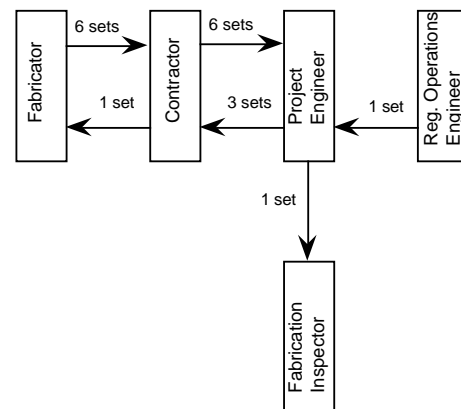 6 sets
6 sets
Fabricator
Contractor
Project
Engineer
Reg. Operations
Engineer
1 set
3 sets
1 set
1 set
Fabrication
Inspector